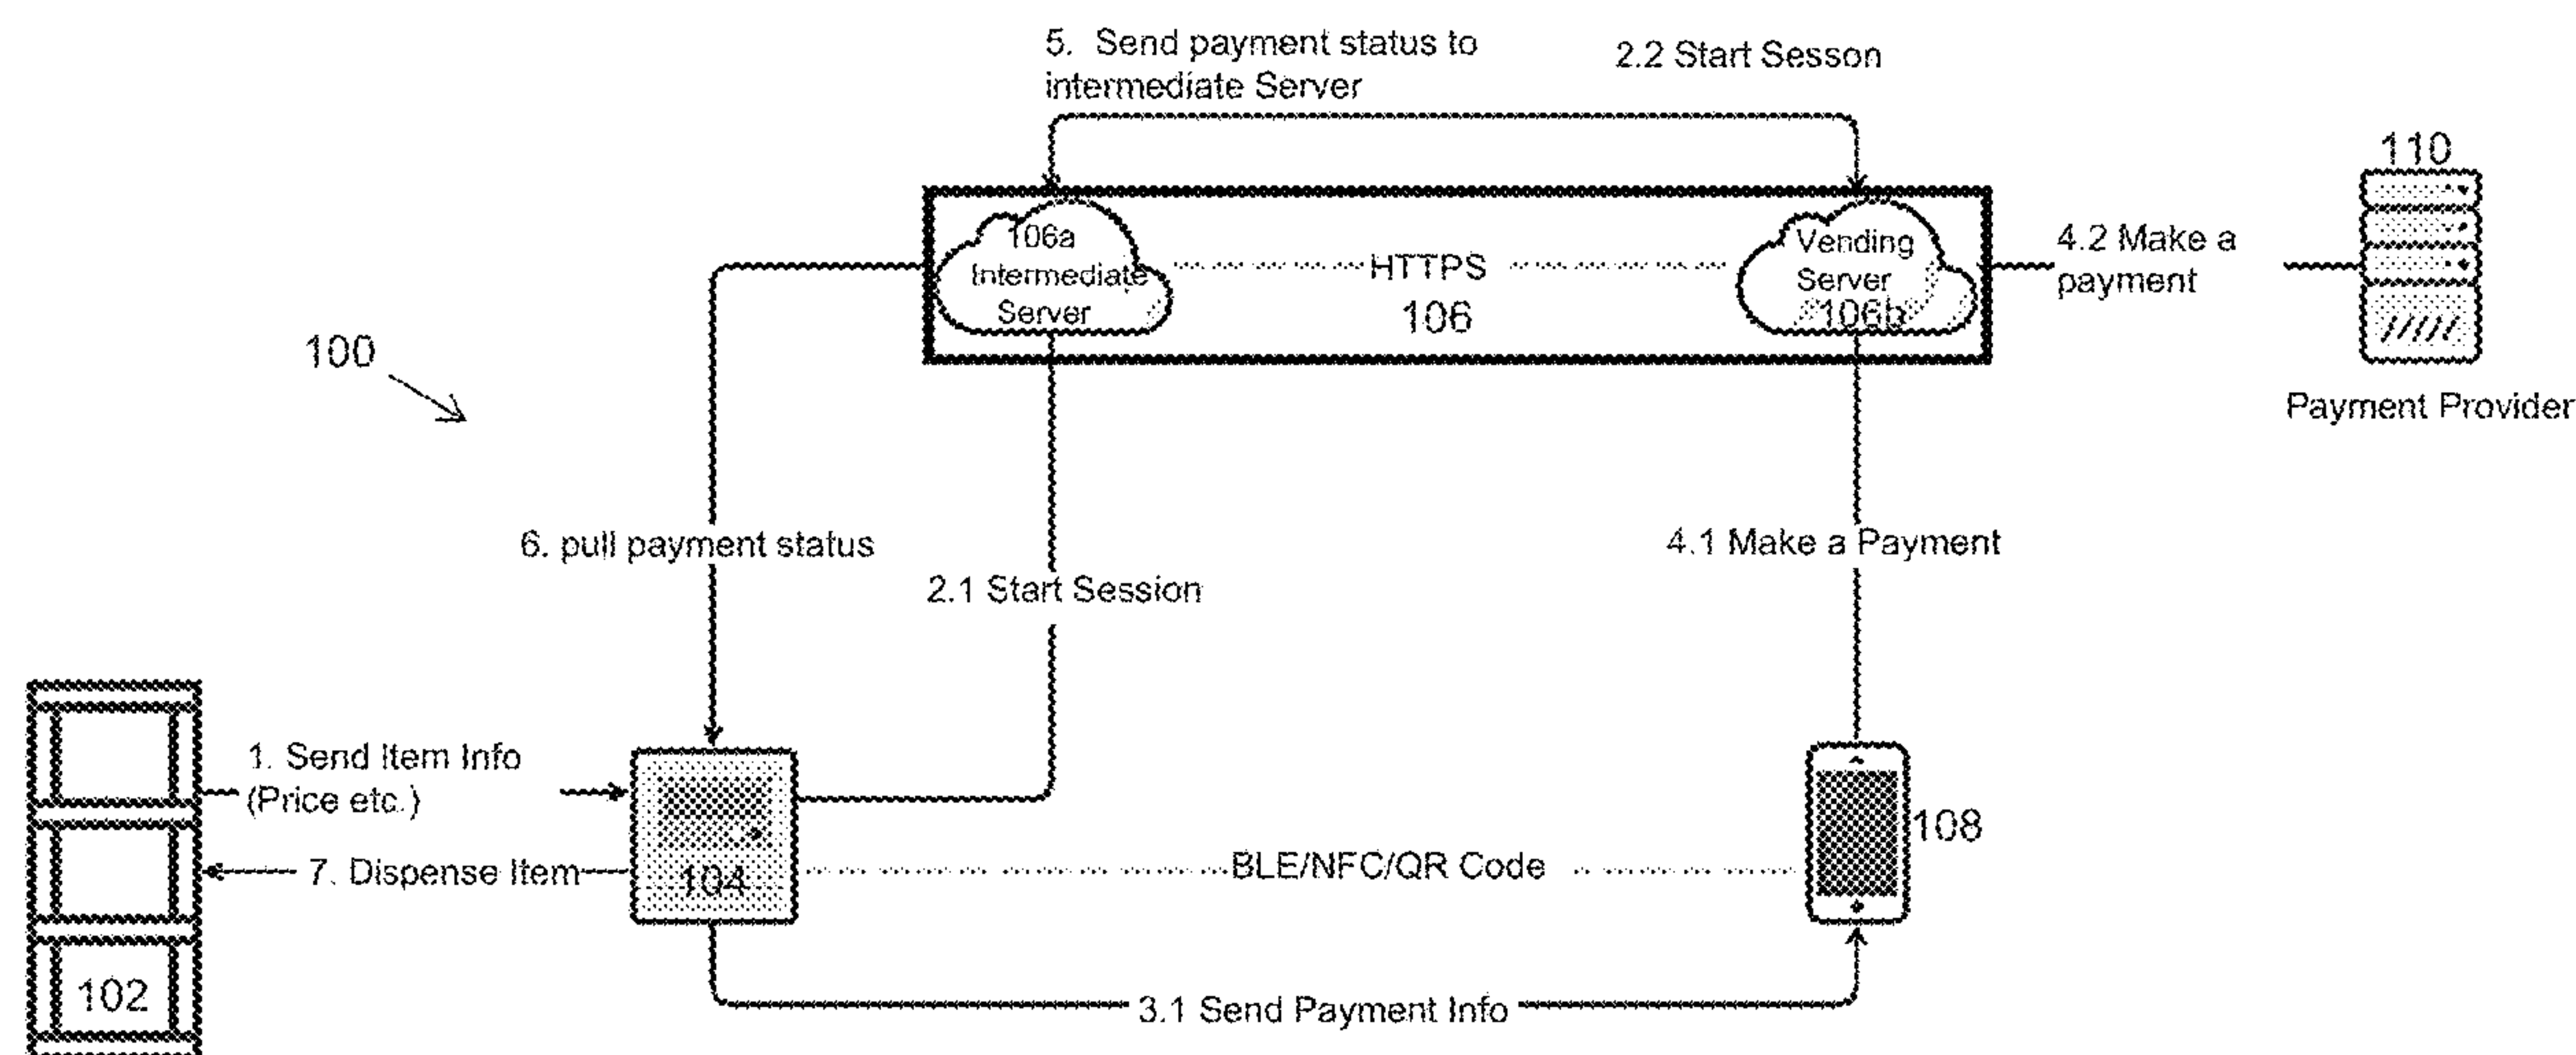 5. Send payment status to
intermediate Server
2.2 Start Sesson
110
106a
Intermediate
Server
HTTPS
106
Vending
Server
106b
4.2 Make a
payment
Payment Provider
100
6. pull payment status
2.1 Start Session
4.1 Make a Payment
1. Send Item Info
(Price etc.)
108
7. Dispense Item
104
BLE/NFC/QR Code
102
3.1 Send Payment Info